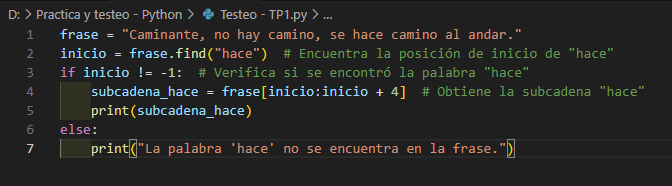 D: > Practica y testeo - Python > Testeo - TP1.py > ...
1 frase = "Caminante, no hay camino, se hace camino al andar."
2 inicio = frase.find("hace")  # Encuentra la posición de inicio de "hace"
3 if inicio != -1:  # Verifica si se encontró la palabra "hace"
4     subcadena_hace = frase[inicio:inicio + 4]  # Obtiene la subcadena "hace"
5     print(subcadena_hace)
6 else:
7     print("La palabra 'hace' no se encuentra en la frase.")